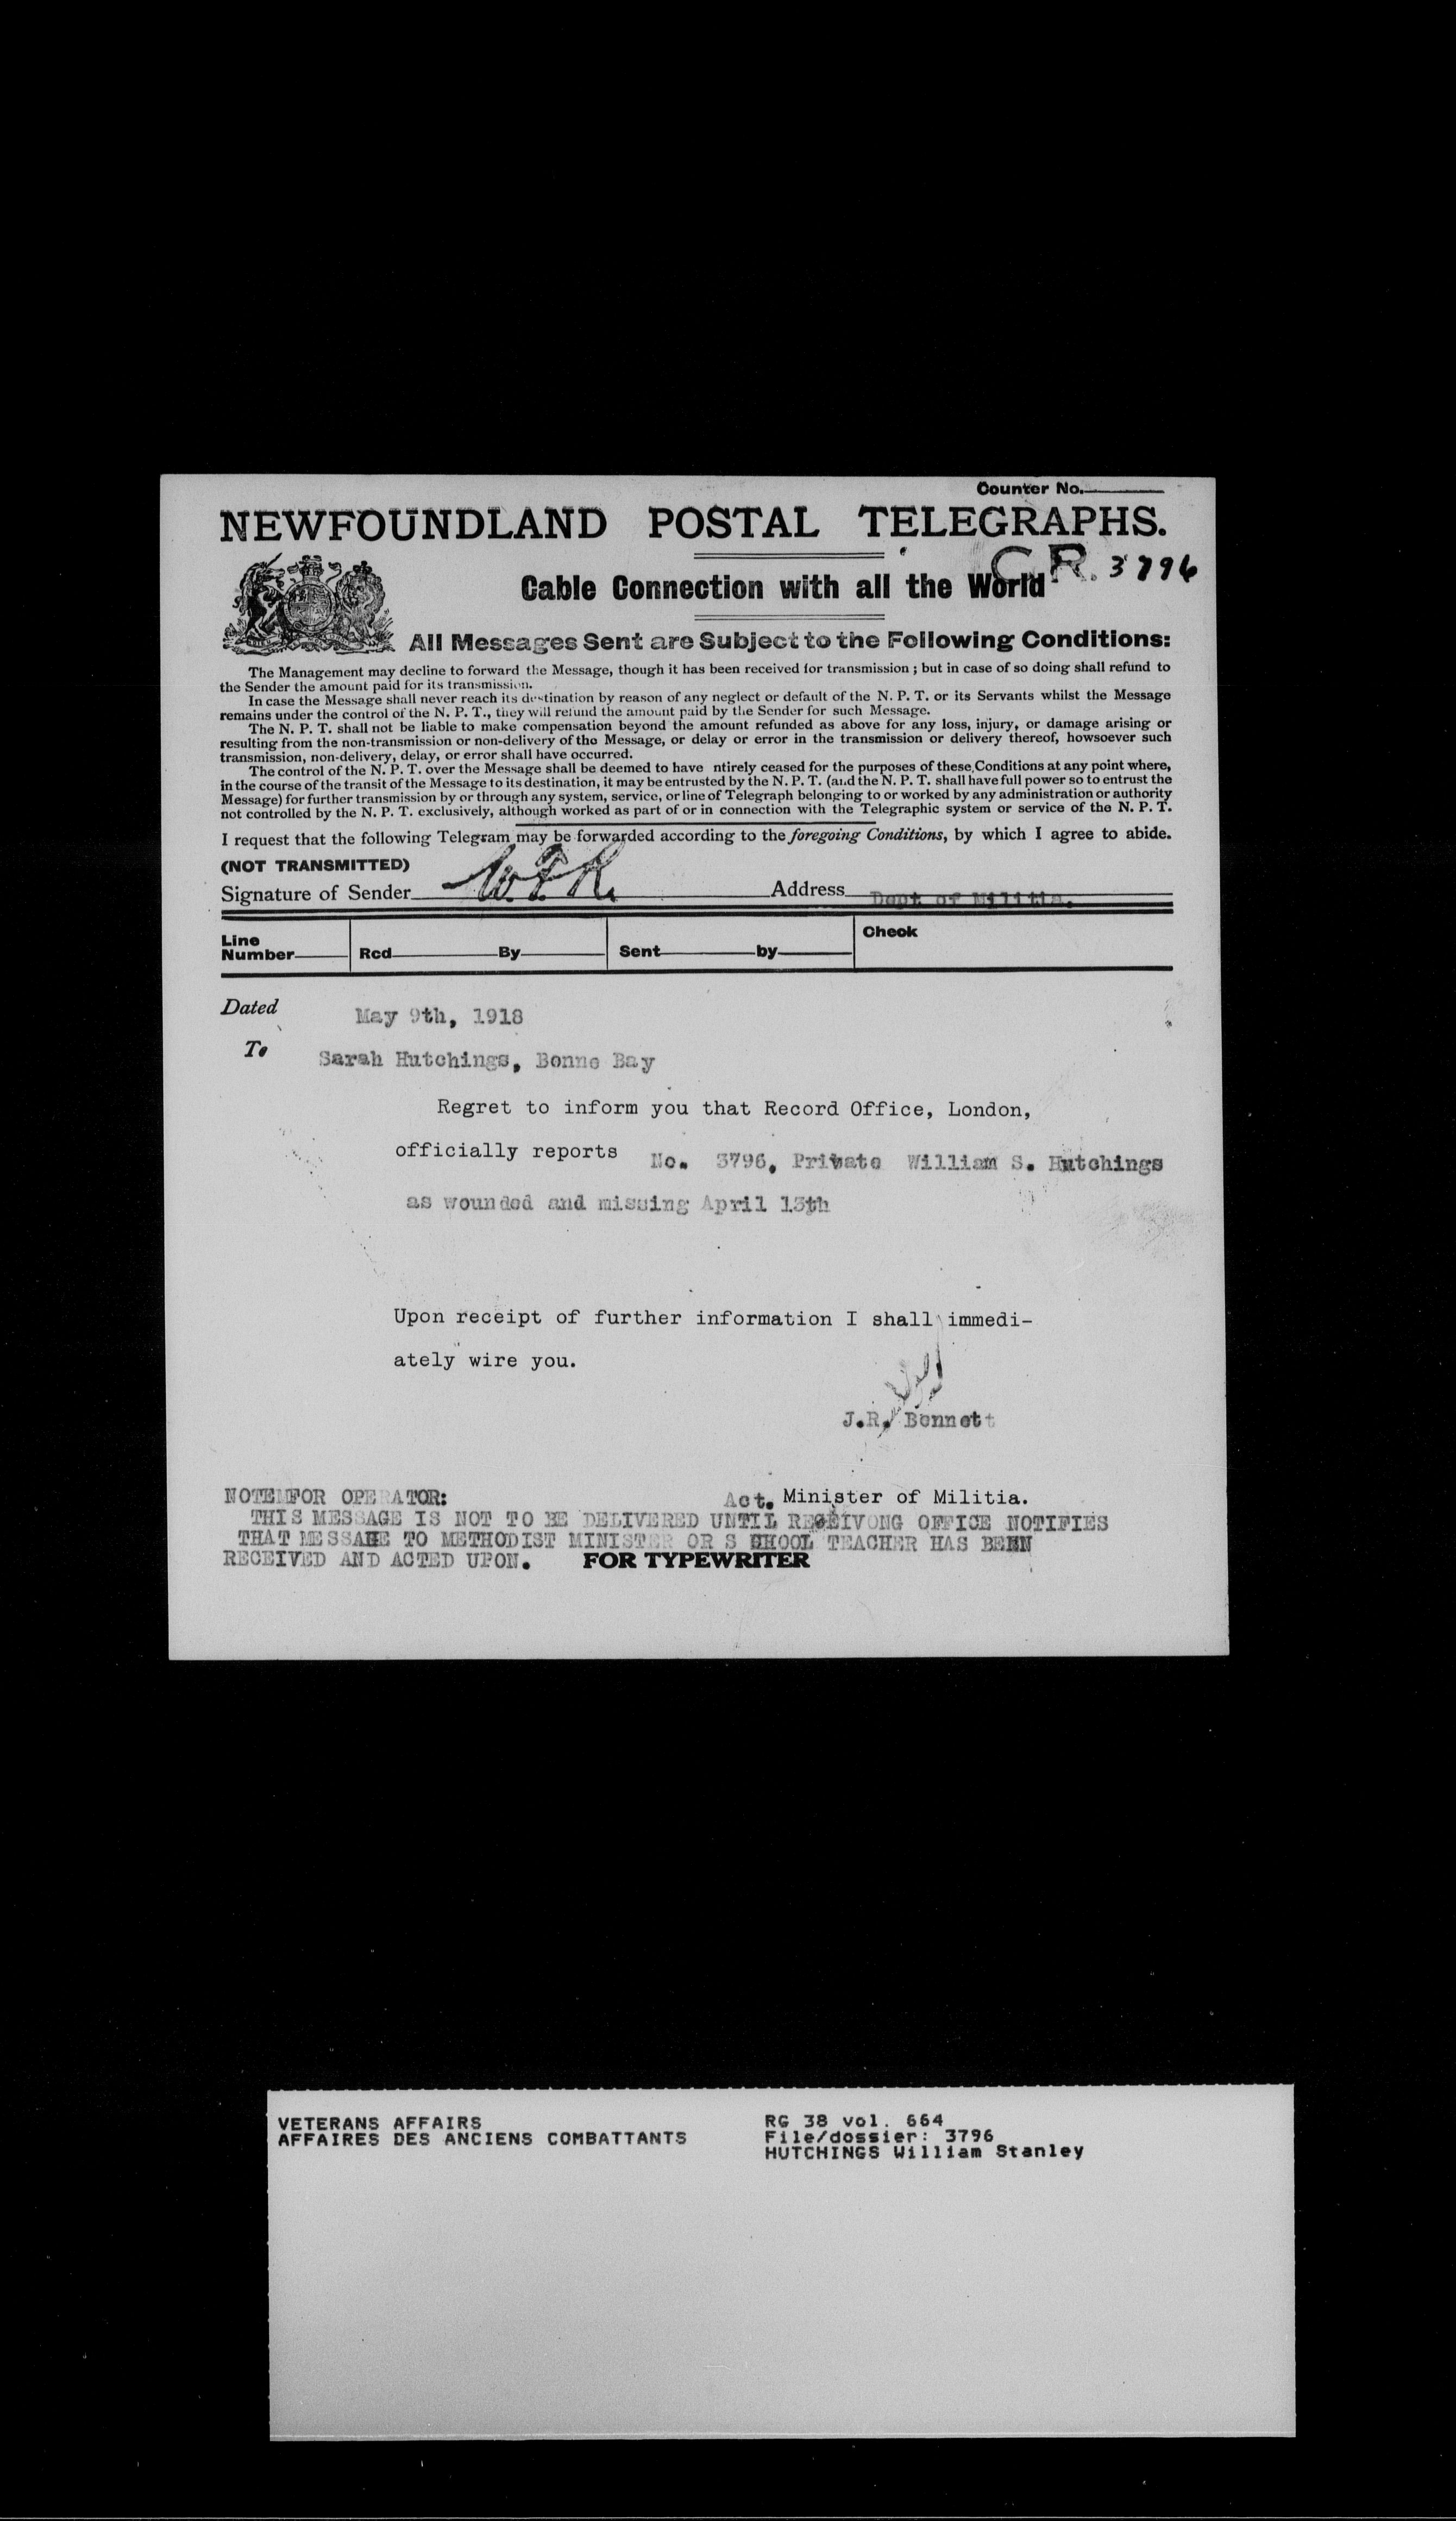 Counter No.
NEWFOUNDLAND POSTAL TELEGRAPHS.
C.R. 3796
Cable Connection with all the World
All Messages Sent are Subject to the Following Conditions:
The Management may decline to forward the Message, though it has been received for transmission ; but in case of so doing shall refund to
the Sender the amount paid for its transmission.
In case the Message shall never reach its destination by reason of any neglect or default of the N. P. T. or its Servants whilst the Message
remains under the control of the N. P. T., they will refund the amount paid by the Sender for such Message.
The N. P. T. shall not be liable to make compensation beyond the amount refunded as above for any loss, injury, or damage arising or
resulting from the non-transmission or non-delivery of the Message, or delay or error in the transmission or delivery thereof, howsoever such
transmission, non-delivery, delay, or error shall have occurred.
The control of the N. P. T. over the Message shall be deemed to have ntirely ceased for the purposes of these Conditions at any point where,
in the course of the transit of the Message to its destination, it may be entrusted by the N. P. T. (and the N. P. T. shall have full power so to entrust the
Message) for further transmission by or through any system, service, or line of Telegraph belonging to or worked by any administration or authority
not controlled by the N. P. T. exclusively, although worked as part of or in connection with the Telegraphic system or service of the N. P. T.
I request that the following Telegram may be forwarded according to the foregoing Conditions, by which I agree to abide.
(NOT TRANSMITTED)
Signature of Sender Address Dept of Militia.
Line Number Rcd By Sent by Check
Dated May 9th, 1918
To Sarah Hutchings, Bonne Bay
Regret to inform you that Record Office, London,
officially reports No. 3796, Private William S. Hutchings
as wounded and missing April 13th
Upon receipt of further information I shall immedi-
ately wire you.
J.R. Bennett
Act. Minister of Militia.
NOTE FOR OPERATOR:
THIS MESSAGE IS NOT TO BE DELIVERED UNTIL RECEIVONG OFFICE NOTIFIES
THAT MESSAGE TO METHODIST MINISTER OR S CHOOL TEACHER HAS BEEN
RECEIVED AND ACTED UPON. FOR TYPEWRITER
VETERANS AFFAIRS
AFFAIRES DES ANCIENS COMBATTANTS
RG 38 vol. 664
File/dossier: 3796
HUTCHINGS William Stanley